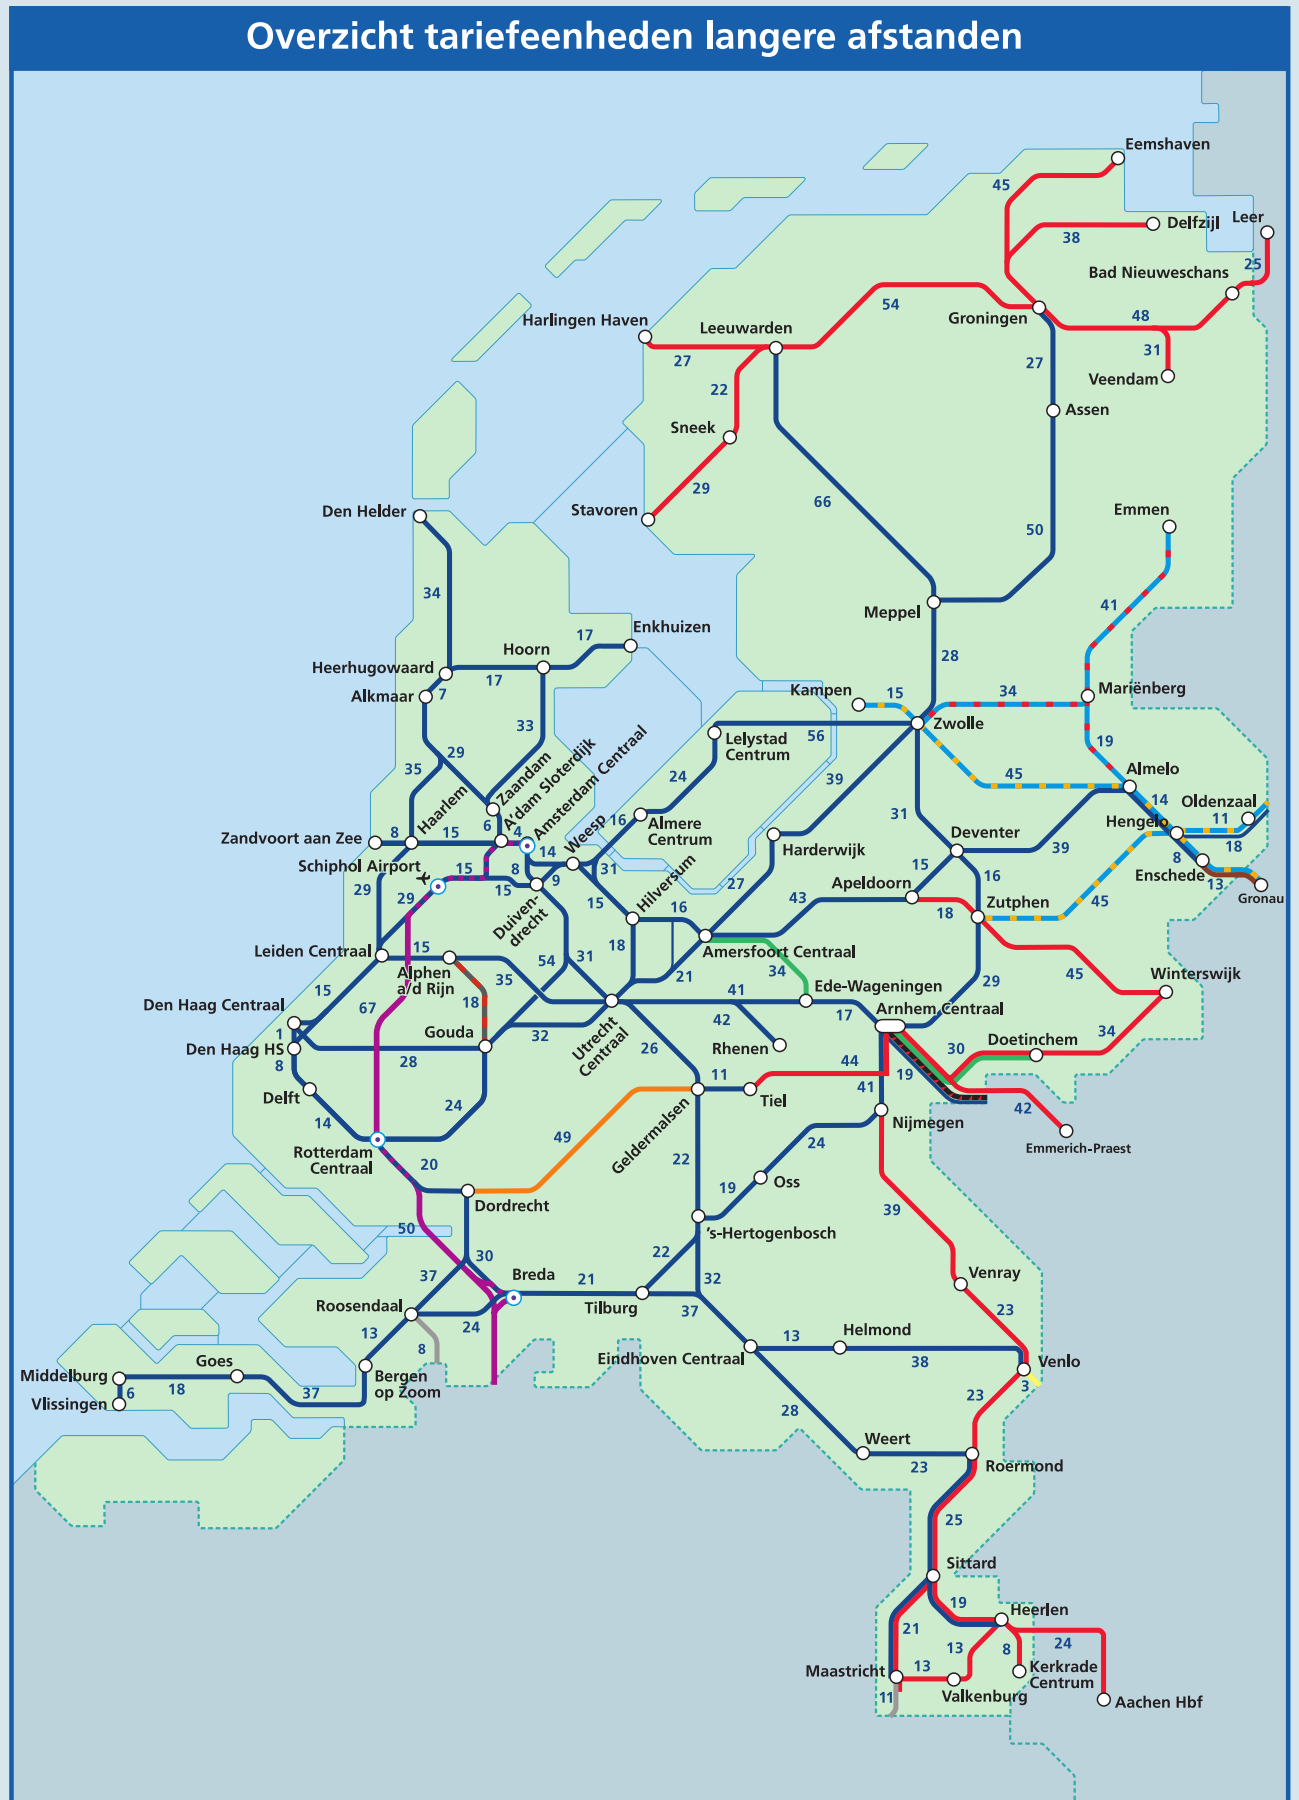 Overzicht tariefeenheden langere afstanden
Eemshaven
45
Delfzijl
Leer
38
25
Bad Nieuweschans
54
Groningen
48
Harlingen Haven
Leeuwarden
27
27
31
22
Veendam
Assen
Sneek
29
66
Stavoren
Den Helder
Emmen
50
34
41
Meppel
Enkhuizen
17
Hoorn
28
Heerhugowaard
17
Alkmaar
7
Kampen
15
34
Mariënberg
33
Zwolle
29
35
Lelystad
Centrum
56
19
24
39
45
Almelo
Zaandam
A'dam Sloterdijk
Amsterdam Centraal
14
Oldenzaal
Haarlem
Weesp
16
Almere
Centrum
31
Hengelo
11
Zandvoort aan Zee
8
15
6
4
14
Deventer
39
18
Schiphol Airport
15
8
31
Harderwijk
15
8
Enschede
13
Gronau
29
29
15
9
27
Apeldoorn
16
Duiven-
drecht
15
Hilversum
16
43
18
Zutphen
45
Leiden Centraal
15
18
Amersfoort Centraal
Alphen
a/d Rijn
35
54
31
21
34
45
Winterswijk
15
67
18
41
Ede-Wageningen
29
Den Haag Centraal
Arnhem Centraal
1
Gouda
32
Utrecht
Centraal
42
17
34
Den Haag HS
28
26
Rhenen
Doetinchem
30
8
44
19
Delft
11
41
Tiel
42
24
14
Geldermalsen
Nijmegen
49
24
Emmerich-Praest
Rotterdam
Centraal
20
22
19
Oss
Dordrecht
39
50
's-Hertogenbosch
30
22
37
Breda
21
32
Venray
Roosendaal
Tilburg
37
23
13
24
13
Helmond
8
Eindhoven Centraal
38
Venlo
Goes
Middelburg
18
6
37
Bergen
op Zoom
3
23
Vlissingen
28
Weert
23
Roermond
25
Sittard
19
Heerlen
21
13
8
24
Maastricht
13
Kerkrade
Centrum
11
Valkenburg
Aachen Hbf